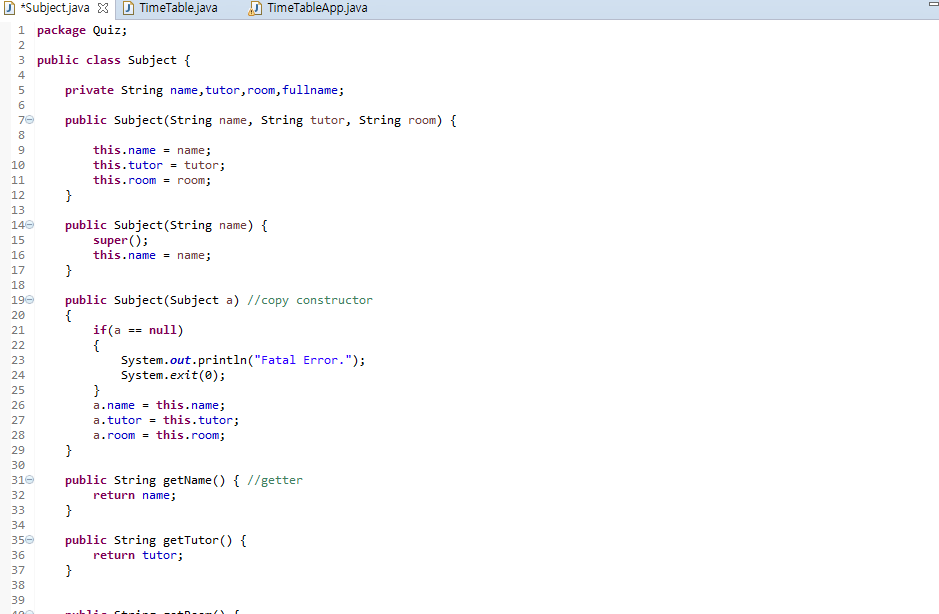 *Subject.java TimeTable.java TimeTableApp.java
1 package Quiz;
2
3 public class Subject {
4
5 private String name,tutor,room,fullname;
6
7 public Subject(String name, String tutor, String room) {
8
9 this.name = name;
10 this.tutor = tutor;
11 this.room = room;
12 }
13
14 public Subject(String name) {
15 super();
16 this.name = name;
17 }
18
19 public Subject(Subject a) //copy constructor
20 {
21 if(a == null)
22 {
23 System.out.println("Fatal Error.");
24 System.exit(0);
25 }
26 a.name = this.name;
27 a.tutor = this.tutor;
28 a.room = this.room;
29 }
30
31 public String getName() { //getter
32 return name;
33 }
34
35 public String getTutor() {
36 return tutor;
37 }
38
39
40 public String getRoom() {